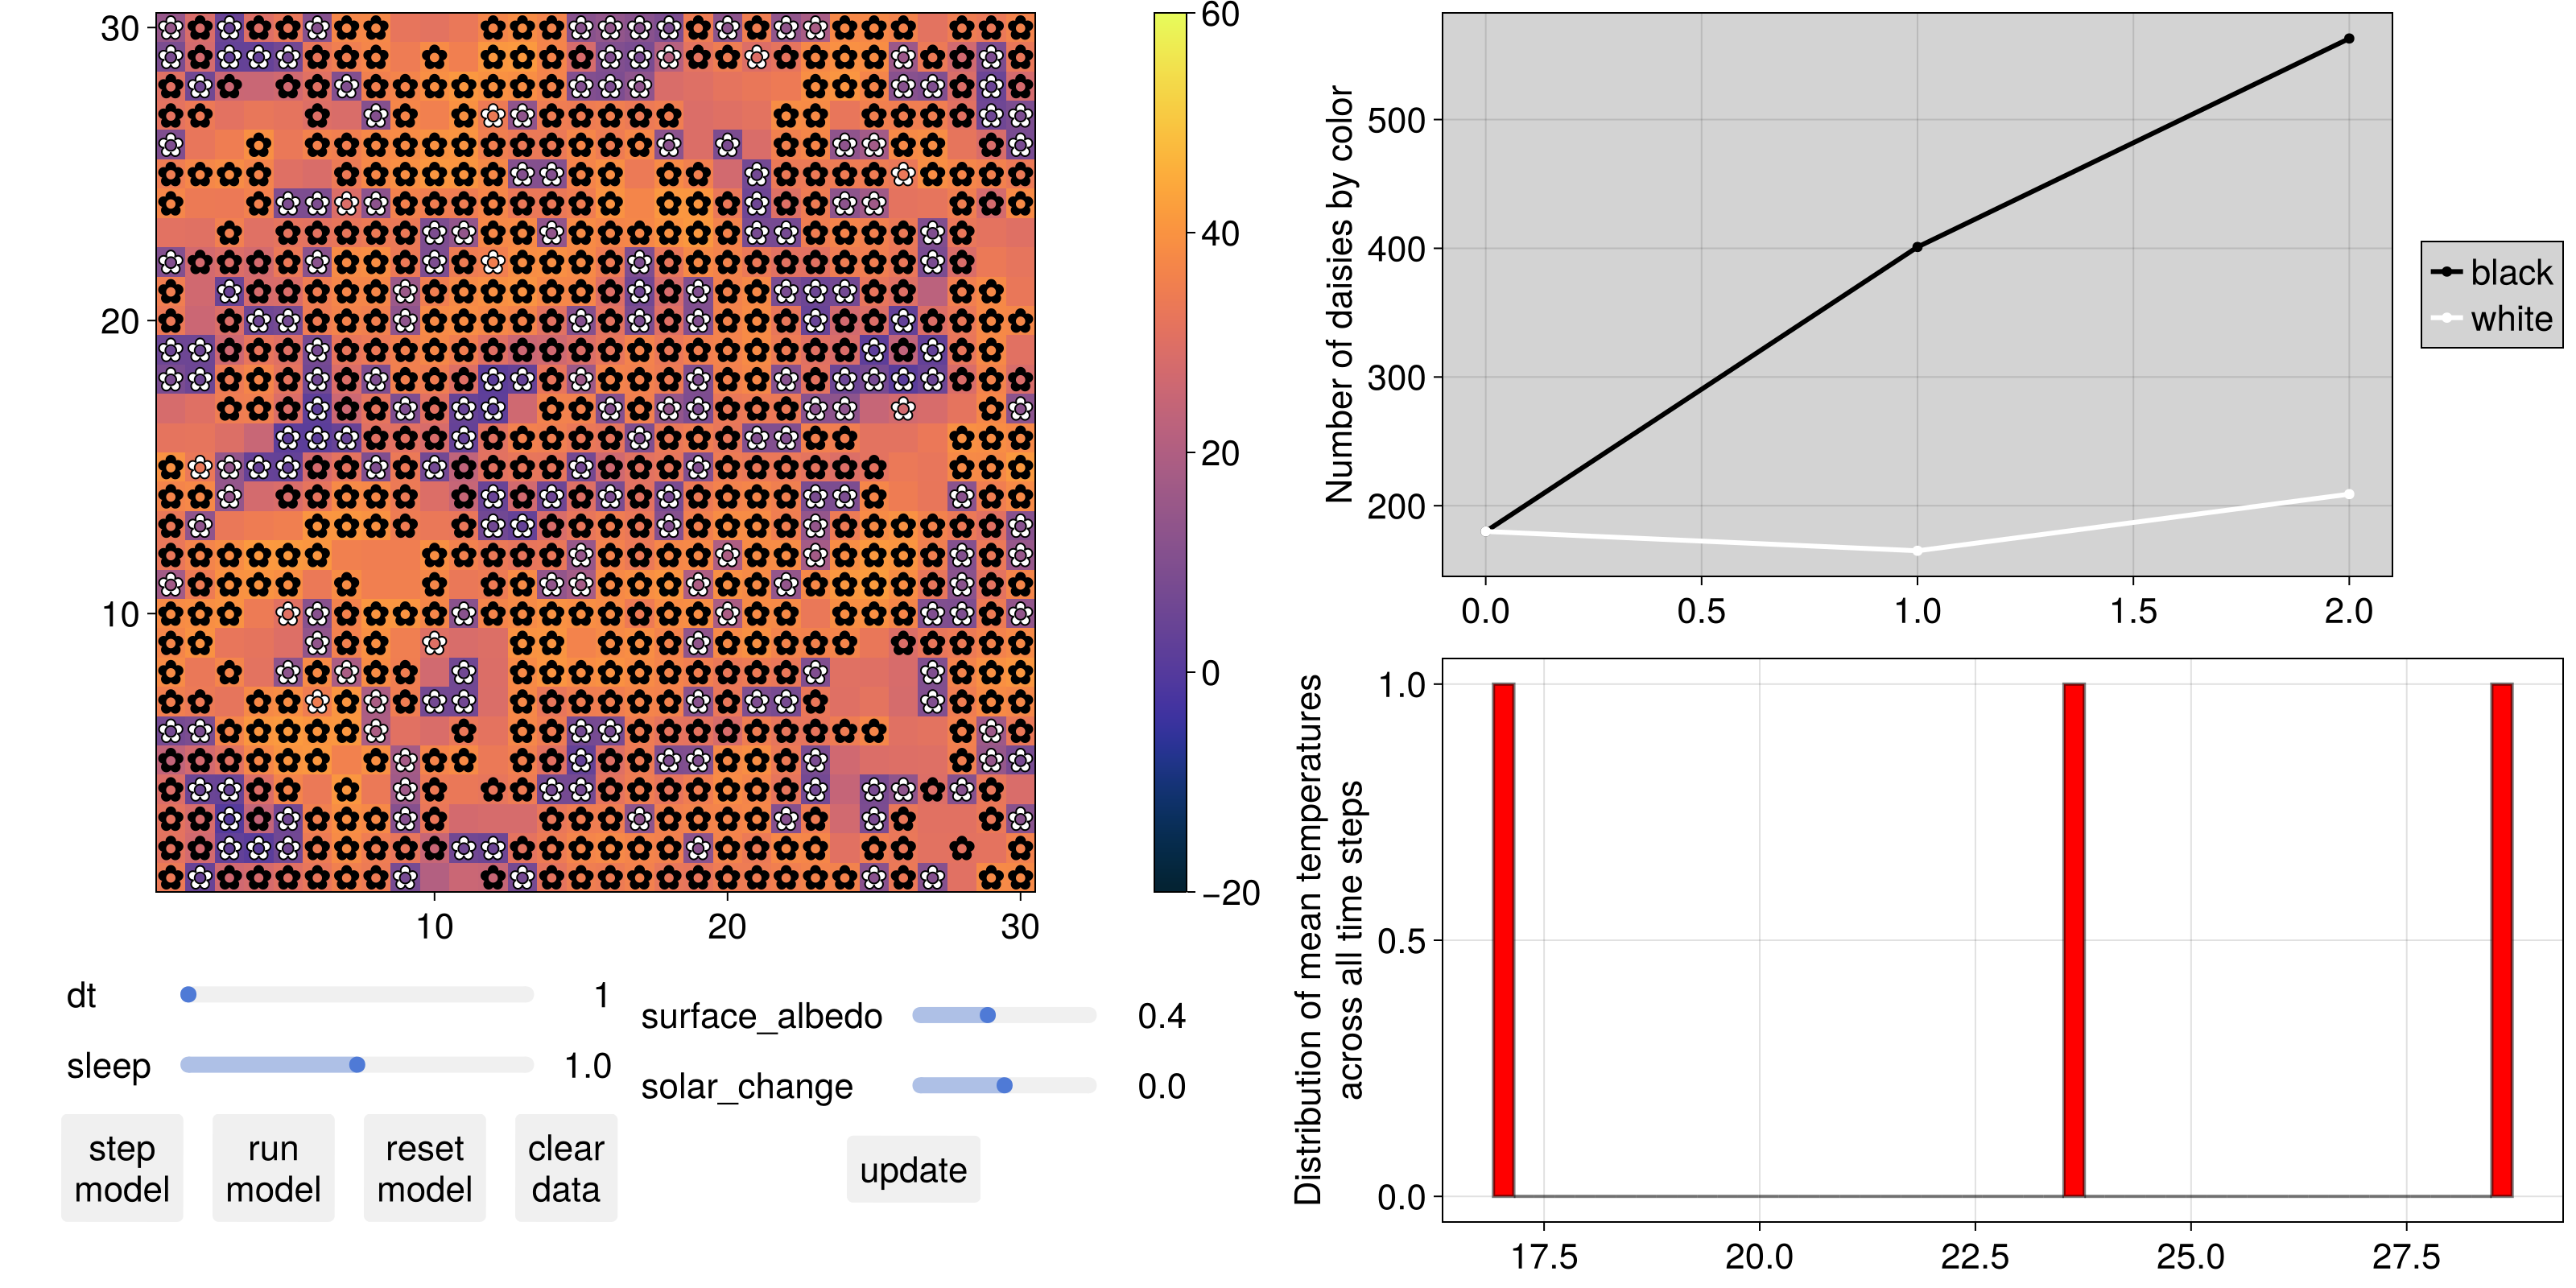 30
20
10
10
20
30
60
40
20
0
−20
Number of daisies by color
500
400
300
200
0.0
0.5
1.0
1.5
2.0
black
white
Distribution of mean temperatures
across all time steps
1.0
0.5
0.0
17.5
20.0
22.5
25.0
27.5
dt
1
sleep
1.0
surface_albedo
0.4
solar_change
0.0
step
model
run
model
reset
model
clear
data
update